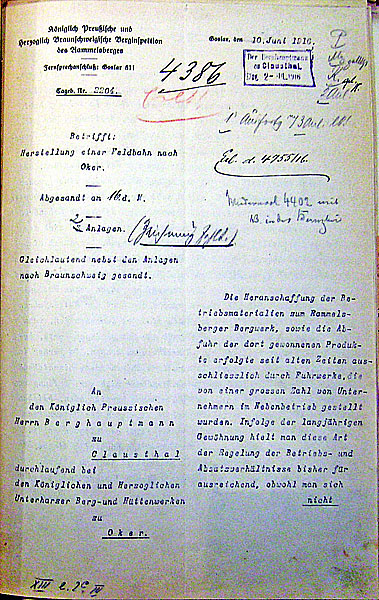 Königlich Preußische und
Herzoglich Braunschweigische Berginspektion
des Rammelsberges
Fernsprechanschluß: Goslar 611
Tageb. Nr. 2204.
Goslar, den 10. Juni 1916.
Der Berghauptmann
zu Clausthal
4386
Betrifft:
Herstellung einer Feldbahn nach
Oker.
Abgesandt an 10. d. M.
2 Anlagen.
Gleichlautend nebst den Anlagen
nach Braunschweig gesandt.
4402 mit
Die Heranschaffung der Be-
triebsmaterialien zum Rammels-
berger Bergwerk, sowie die Ab-
fuhr der dort gewonnenen Produk-
te erfolgte seit alten Zeiten aus-
schliesslich durch Fuhrwerke, die
von einer grossen Zahl von Unter-
nehmern im Nebenbetrieb gestellt
wurden. Infolge der langjährigen
Gewöhnung hielt man diese Art
der Regelung der Betriebs- und
Absatzverhältnisse bisher für
ausreichend, obwohl man sich
nicht
An
den Königlich Preussischen
Herrn Berghauptmann
zu
Clausthal
durchlaufend bei
den Königlichen und Herzoglichen
Unterharzer Berg- und Hüttenwerken
zu
Oker.